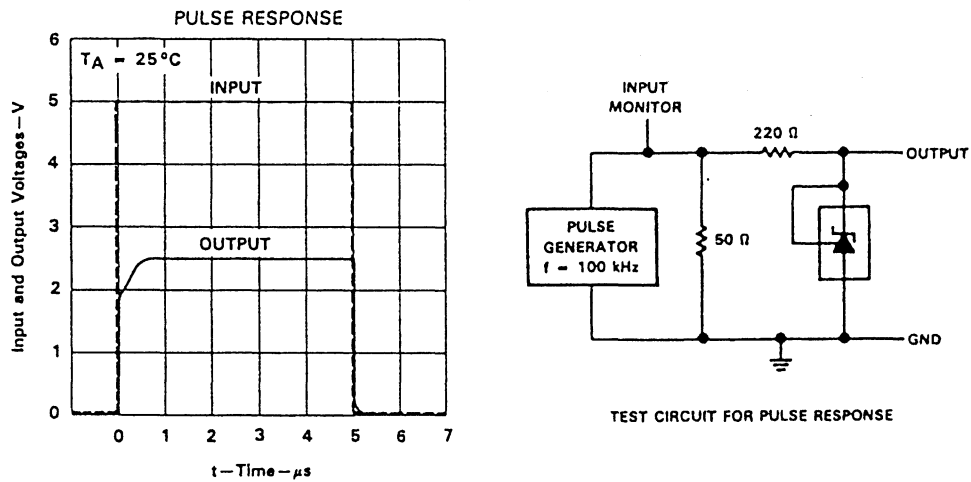 PULSE RESPONSE
6
5
4
3
2
1
0
Input and Output Voltages—V
TA = 25°C
INPUT
OUTPUT
0 1 2 3 4 5 6 7
t—Time—μs
INPUT
MONITOR
220 Ω
OUTPUT
PULSE
GENERATOR
f = 100 kHz
50 Ω
GND
TEST CIRCUIT FOR PULSE RESPONSE